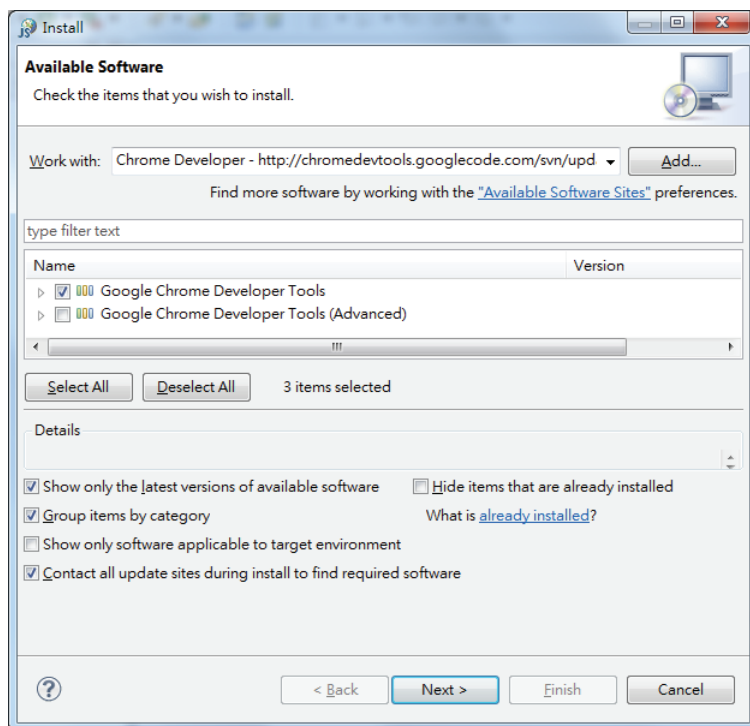 Install
Available Software
Check the items that you wish to install.
Work with: Chrome Developer - http://chromedevtools.googlecode.com/svn/upd Add...
Find more software by working with the "Available Software Sites" preferences.
type filter text
Name Version
Google Chrome Developer Tools
Google Chrome Developer Tools (Advanced)
Select All Deselect All 3 items selected
Details
Show only the latest versions of available software Hide items that are already installed
Group items by category What is already installed?
Show only software applicable to target environment
Contact all update sites during install to find required software
< Back Next > Finish Cancel